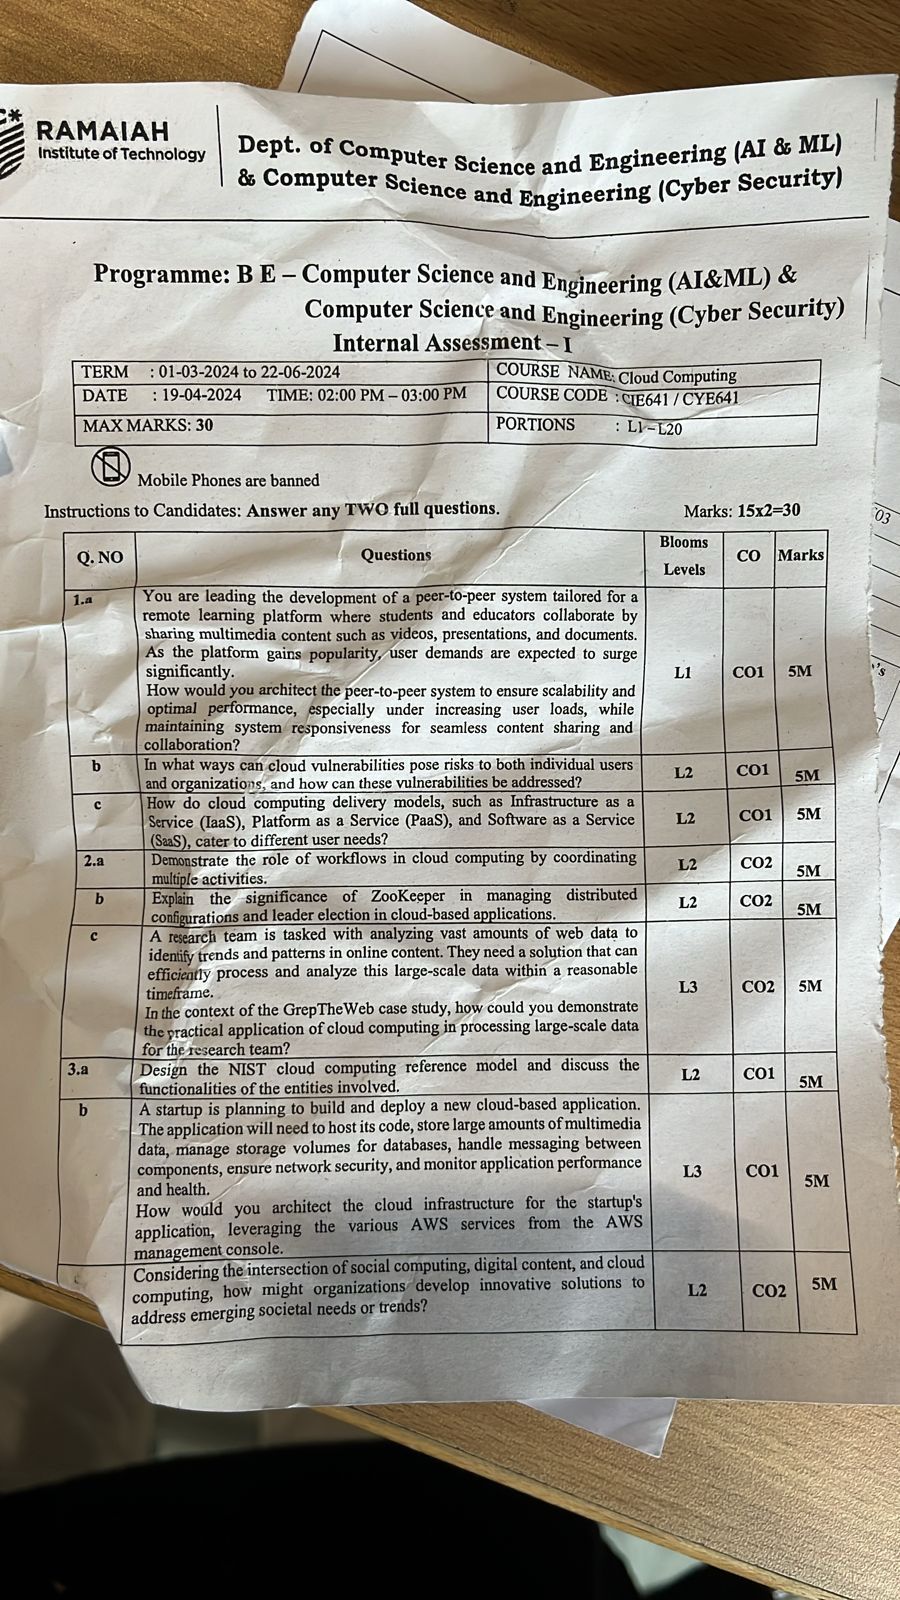 RAMAIAH
Institute of Technology
Dept. of Computer Science and Engineering (AI & ML)
& Computer Science and Engineering (Cyber Security)
Programme: B E – Computer Science and Engineering (AI&ML) &
Computer Science and Engineering (Cyber Security)
Internal Assessment – I
TERM : 01-03-2024 to 22-06-2024 COURSE NAME: Cloud Computing
DATE : 19-04-2024 TIME: 02:00 PM – 03:00 PM COURSE CODE : CIE641 / CYE641
MAX MARKS: 30 PORTIONS : L1–L20
Mobile Phones are banned
Instructions to Candidates: Answer any TWO full questions. Marks: 15x2=30
Q. NO Questions Blooms Levels CO Marks
1.a You are leading the development of a peer-to-peer system tailored for a
remote learning platform where students and educators collaborate by
sharing multimedia content such as videos, presentations, and documents.
As the platform gains popularity, user demands are expected to surge
significantly.
How would you architect the peer-to-peer system to ensure scalability and
optimal performance, especially under increasing user loads, while
maintaining system responsiveness for seamless content sharing and
collaboration?
L1 CO1 5M
b In what ways can cloud vulnerabilities pose risks to both individual users
and organizations, and how can these vulnerabilities be addressed?
L2 CO1 5M
c How do cloud computing delivery models, such as Infrastructure as a
Service (IaaS), Platform as a Service (PaaS), and Software as a Service
(SaaS), cater to different user needs?
L2 CO1 5M
2.a Demonstrate the role of workflows in cloud computing by coordinating
multiple activities.
L2 CO2 5M
b Explain the significance of ZooKeeper in managing distributed
configurations and leader election in cloud-based applications.
L2 CO2 5M
c A research team is tasked with analyzing vast amounts of web data to
identify trends and patterns in online content. They need a solution that can
efficiently process and analyze this large-scale data within a reasonable
timeframe.
In the context of the GrepTheWeb case study, how could you demonstrate
the practical application of cloud computing in processing large-scale data
for the research team?
L3 CO2 5M
3.a Design the NIST cloud computing reference model and discuss the
functionalities of the entities involved.
L2 CO1 5M
b A startup is planning to build and deploy a new cloud-based application.
The application will need to host its code, store large amounts of multimedia
data, manage storage volumes for databases, handle messaging between
components, ensure network security, and monitor application performance
and health.
How would you architect the cloud infrastructure for the startup's
application, leveraging the various AWS services from the AWS
management console.
L3 CO1 5M
Considering the intersection of social computing, digital content, and cloud
computing, how might organizations develop innovative solutions to
address emerging societal needs or trends?
L2 CO2 5M
03
's